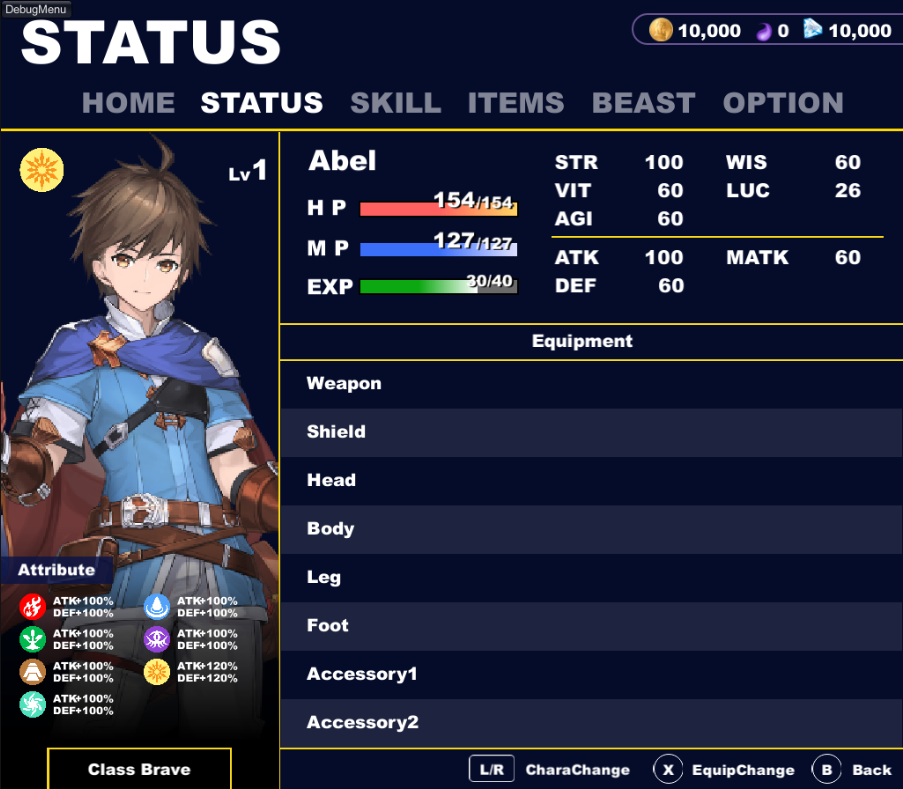 DebugMenu
STATUS
10,000 0 10,000
HOME STATUS SKILL ITEMS BEAST OPTION
Lv1
Abel
HP 154/154
MP 127/127
EXP 30/40
STR 100 WIS 60
VIT 60 LUC 26
AGI 60
ATK 100 MATK 60
DEF 60
Equipment
Weapon
Shield
Head
Body
Leg
Foot
Accessory1
Accessory2
Attribute
ATK+100% ATK+100%
DEF+100% DEF+100%
ATK+100% ATK+100%
DEF+100% DEF+100%
ATK+100% ATK+120%
DEF+100% DEF+120%
ATK+100%
DEF+100%
Class Brave
L/R CharaChange X EquipChange B Back